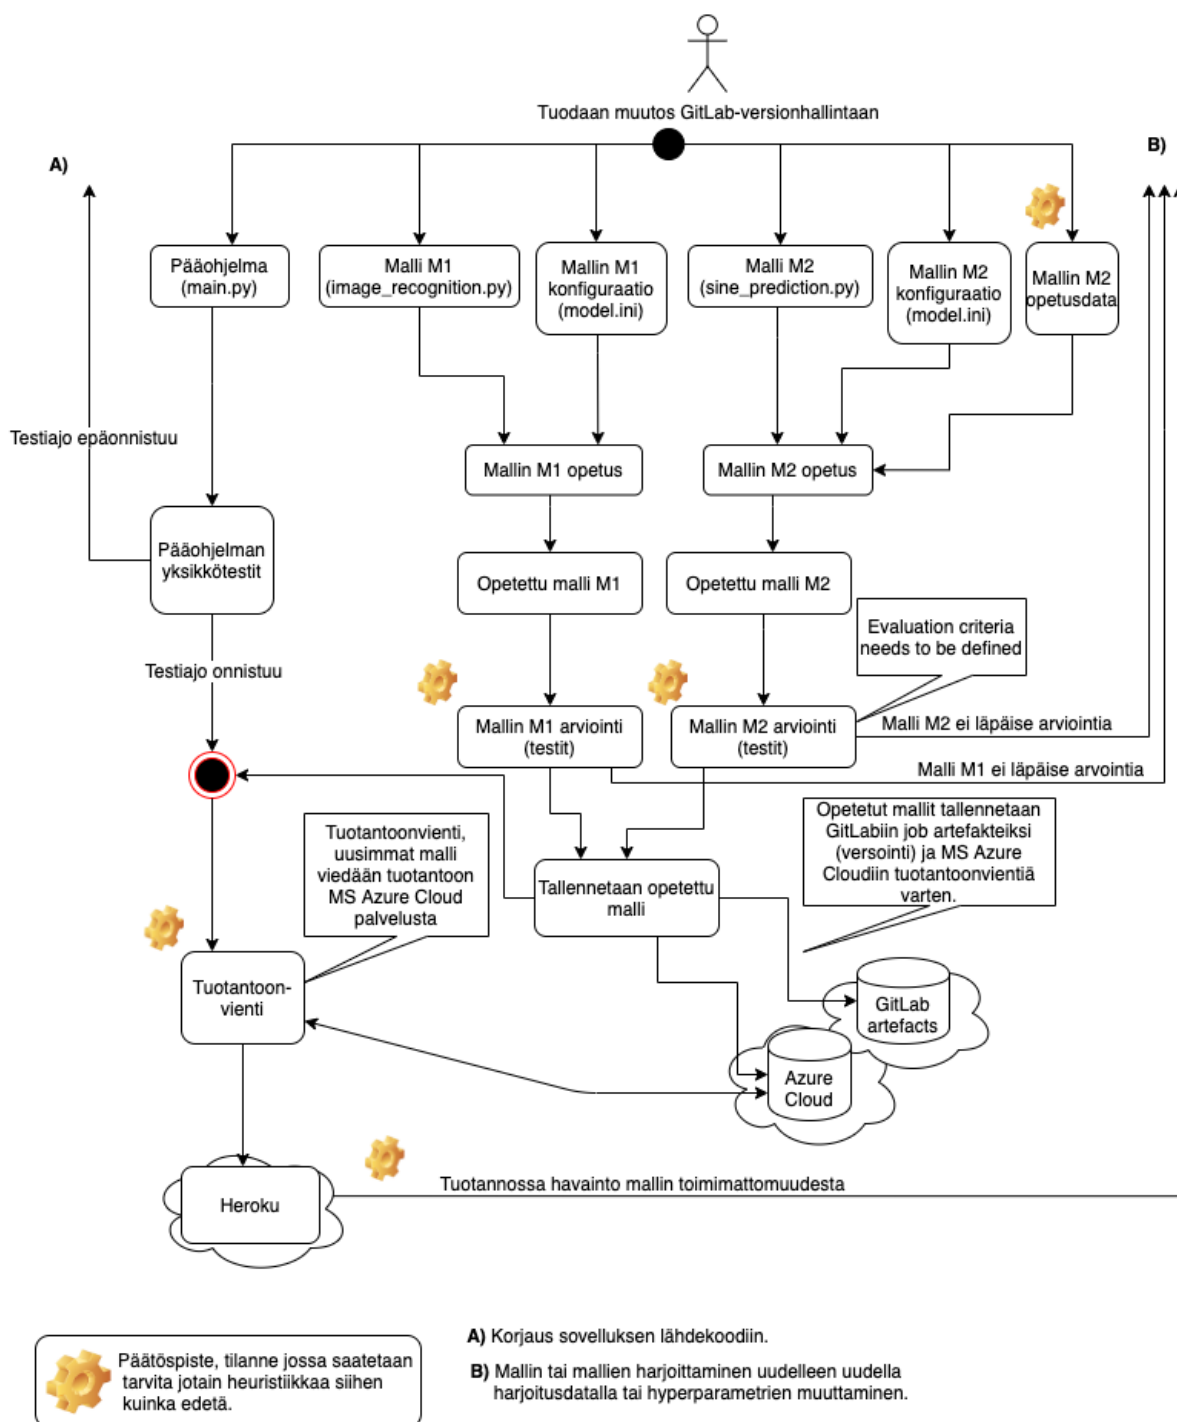 Tuodaan muutos GitLab-versionhallintaan
A)
B)
Pääohjelma
(main.py)
Malli M1
(image_recognition.py)
Mallin M1
konfiguraatio
(model.ini)
Malli M2
(sine_prediction.py)
Mallin M2
konfiguraatio
(model.ini)
Mallin M2
opetusdata
Testiajo epäonnistuu
Mallin M1 opetus
Mallin M2 opetus
Pääohjelman
yksikkötestit
Opetettu malli M1
Opetettu malli M2
Evaluation criteria
needs to be defined
Testiajo onnistuu
Mallin M1 arviointi
(testit)
Mallin M2 arviointi
(testit)
Malli M2 ei läpäise arviointia
Malli M1 ei läpäise arvointia
Tuotantoonvienti,
uusimmat malli
viedään tuotantoon
MS Azure Cloud
palvelusta
Opetetut mallit tallennetaan
GitLabiin job artefakteiksi
(versointi) ja MS Azure
Cloudiin tuotantoonvientiä
varten.
Tallennetaan opetettu
malli
Tuotantoon-
vienti
GitLab
artefacts
Azure
Cloud
Tuotannossa havainto mallin toimimattomuudesta
Heroku
Päätöspiste, tilanne jossa saatetaan
tarvita jotain heuristiikkaa siihen
kuinka edetä.
A) Korjaus sovelluksen lähdekoodiin.
B) Mallin tai mallien harjoittaminen uudelleen uudella
harjoitusdatalla tai hyperparametrien muuttaminen.